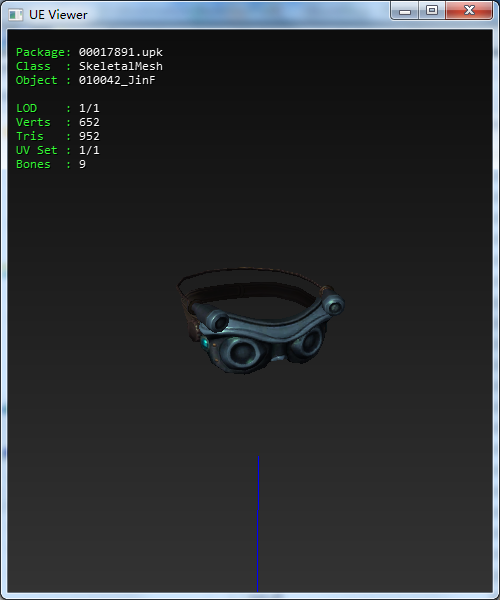 UE Viewer
Package: 00017891.upk
Class : SkeletalMesh
Object : 010042_JinF
LOD : 1/1
Verts : 652
Tris : 952
UV Set : 1/1
Bones : 9